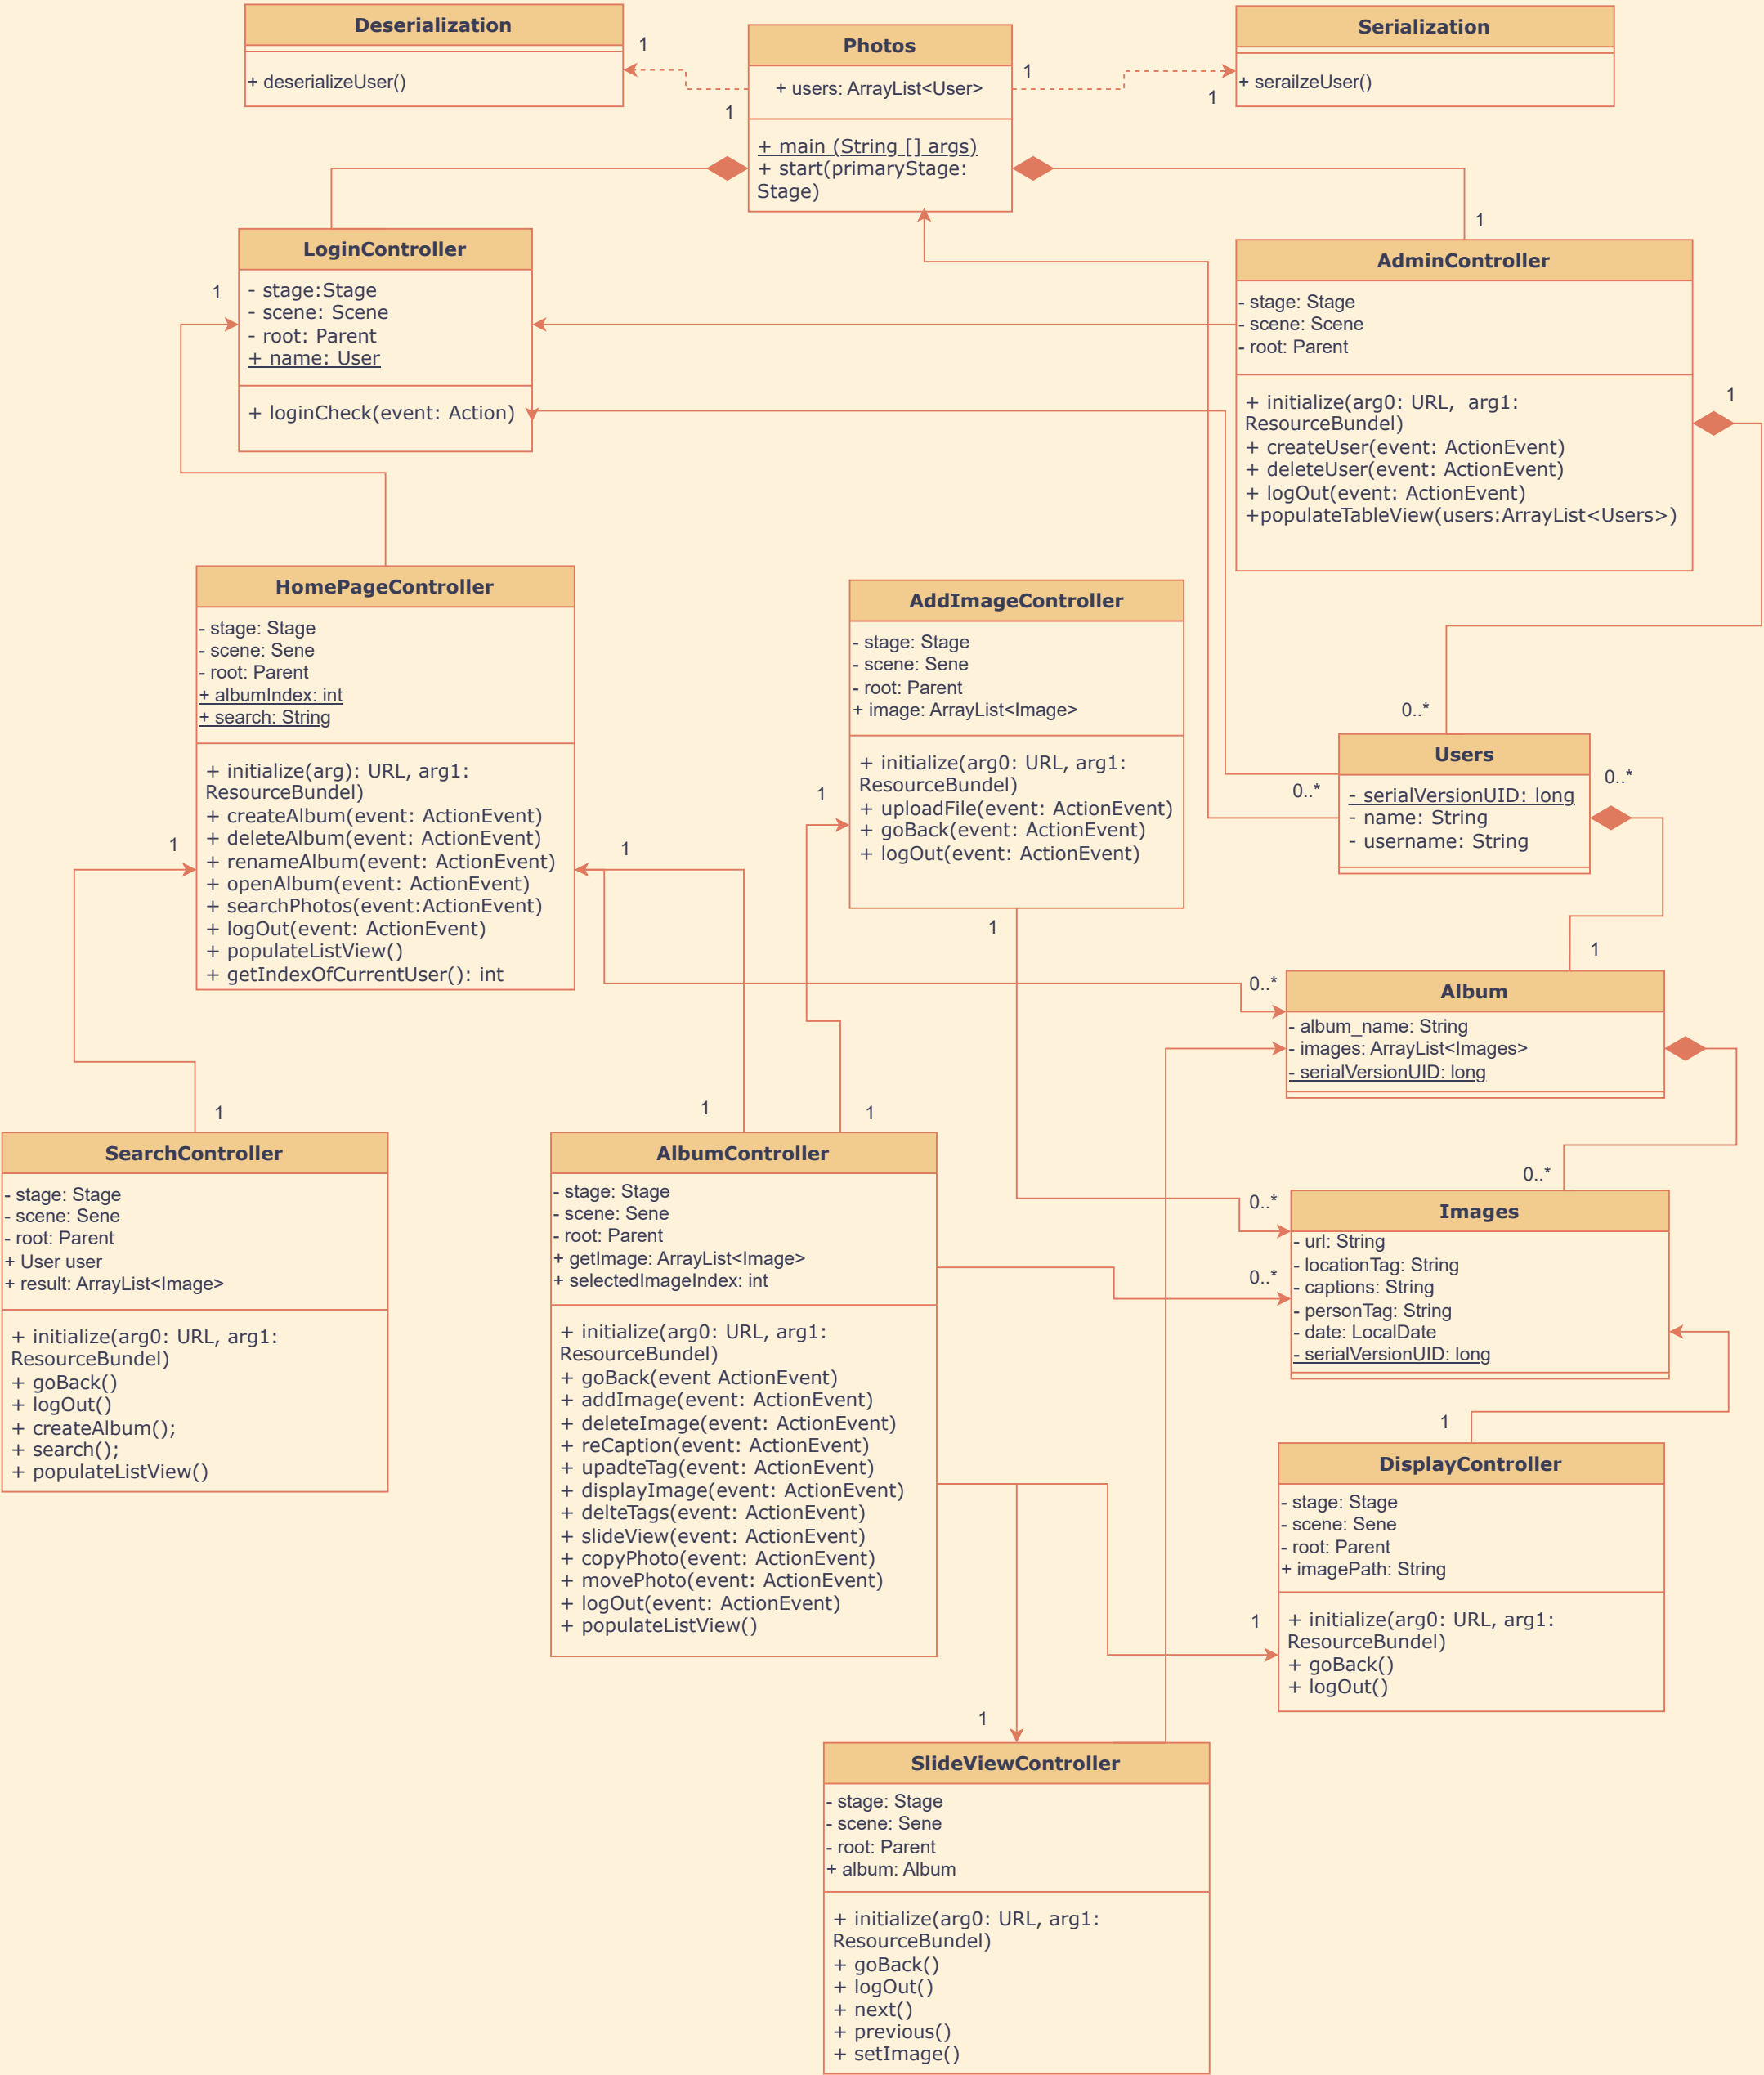 Deserialization
+ deserializeUser()
1
Photos
+ users: ArrayList<User>
+ main (String [] args)
+ start(primaryStage:
Stage)
1
1
1
Serialization
+ serailzeUser()
LoginController
- stage:Stage
- scene: Scene
- root: Parent
+ name: User
+ loginCheck(event: Action)
1
1
AdminController
- stage: Stage
- scene: Scene
- root: Parent
+ initialize(arg0: URL,  arg1:
ResourceBundel)
+ createUser(event: ActionEvent)
+ deleteUser(event: ActionEvent)
+ logOut(event: ActionEvent)
+populateTableView(users:ArrayList<Users>)
1
HomePageController
- stage: Stage
- scene: Sene
- root: Parent
+ albumIndex: int
+ search: String
+ initialize(arg): URL, arg1:
ResourceBundel)
+ createAlbum(event: ActionEvent)
+ deleteAlbum(event: ActionEvent)
+ renameAlbum(event: ActionEvent)
+ openAlbum(event: ActionEvent)
+ searchPhotos(event:ActionEvent)
+ logOut(event: ActionEvent)
+ populateListView()
+ getIndexOfCurrentUser(): int
1
1
AddImageController
- stage: Stage
- scene: Sene
- root: Parent
+ image: ArrayList<Image>
+ initialize(arg0: URL, arg1:
ResourceBundel)
+ uploadFile(event: ActionEvent)
+ goBack(event: ActionEvent)
+ logOut(event: ActionEvent)
1
1
0..*
Users
- serialVersionUID: long
- name: String
- username: String
0..*
0..*
1
0..*
Album
- album_name: String
- images: ArrayList<Images>
- serialVersionUID: long
1
SearchController
- stage: Stage
- scene: Sene
- root: Parent
+ User user
+ result: ArrayList<Image>
+ initialize(arg0: URL, arg1:
ResourceBundel)
+ goBack()
+ logOut()
+ createAlbum();
+ search();
+ populateListView()
1
1
AlbumController
- stage: Stage
- scene: Sene
- root: Parent
+ getImage: ArrayList<Image>
+ selectedImageIndex: int
+ initialize(arg0: URL, arg1:
ResourceBundel)
+ goBack(event ActionEvent)
+ addImage(event: ActionEvent)
+ deleteImage(event: ActionEvent)
+ reCaption(event: ActionEvent)
+ upadteTag(event: ActionEvent)
+ displayImage(event: ActionEvent)
+ delteTags(event: ActionEvent)
+ slideView(event: ActionEvent)
+ copyPhoto(event: ActionEvent)
+ movePhoto(event: ActionEvent)
+ logOut(event: ActionEvent)
+ populateListView()
0..*
0..*
0..*
Images
- url: String
- locationTag: String
- captions: String
- personTag: String
- date: LocalDate
- serialVersionUID: long
1
DisplayController
- stage: Stage
- scene: Sene
- root: Parent
+ imagePath: String
+ initialize(arg0: URL, arg1:
ResourceBundel)
+ goBack()
+ logOut()
1
1
SlideViewController
- stage: Stage
- scene: Sene
- root: Parent
+ album: Album
+ initialize(arg0: URL, arg1:
ResourceBundel)
+ goBack()
+ logOut()
+ next()
+ previous()
+ setImage()